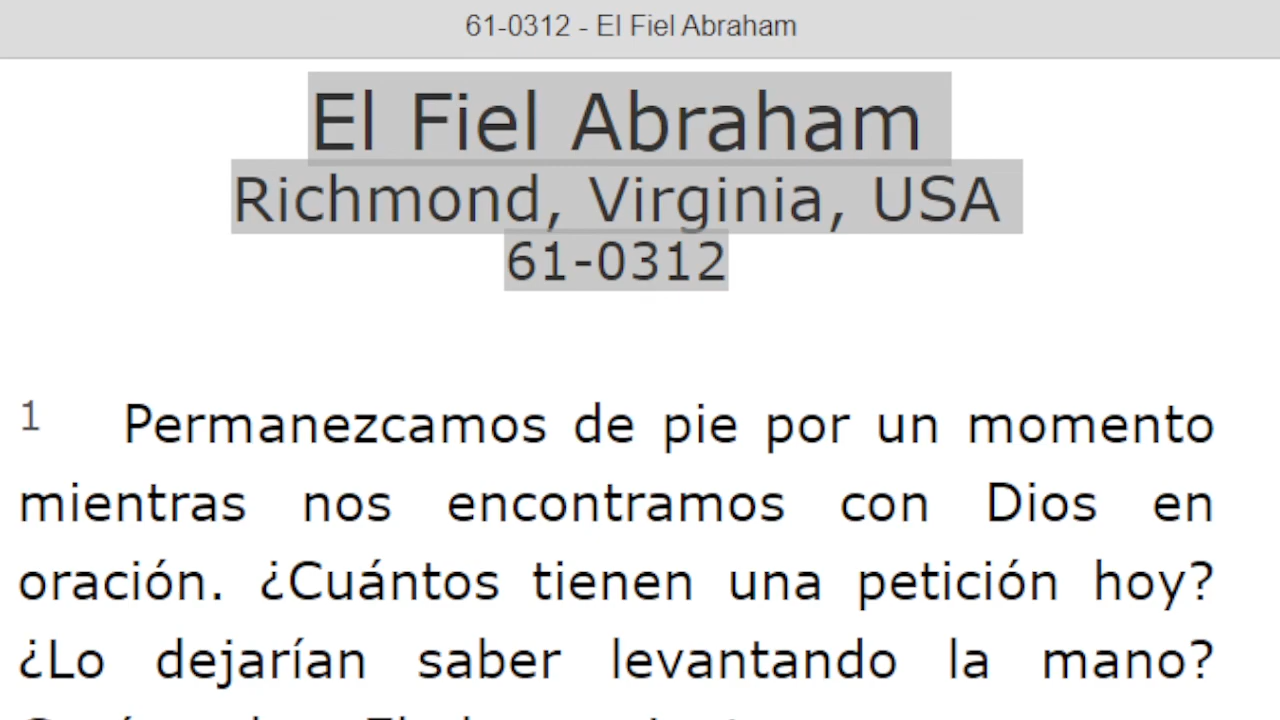 61-0312 - El Fiel Abraham
El Fiel Abraham
Richmond, Virginia, USA
61-0312
1 Permanezcamos de pie por un momento
mientras nos encontramos con Dios en
oración. ¿Cuántos tienen una petición hoy?
¿Lo dejarían saber levantando la mano?